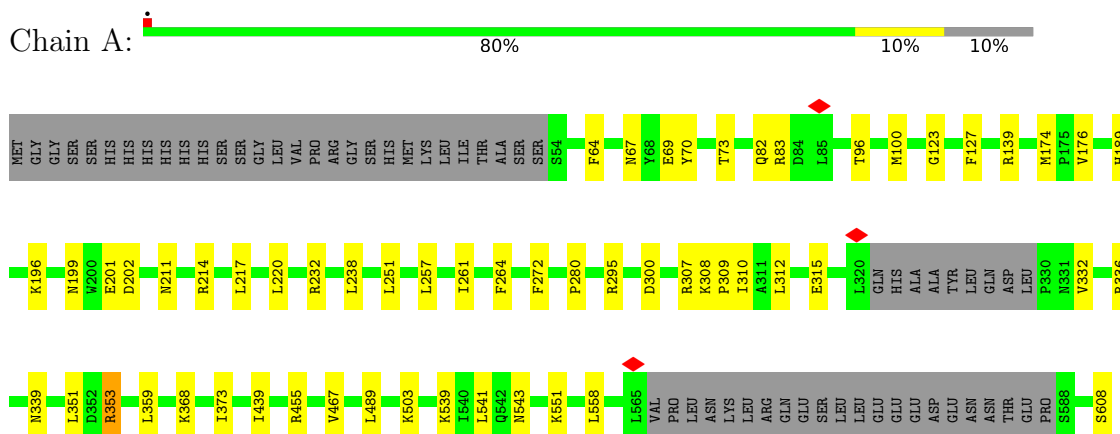 Chain A:
80% 10% 10%
MET GLY GLY SER SER HIS HIS HIS HIS HIS HIS SER SER GLY LEU VAL PRO ARG GLY SER HIS MET LYS LEU ILE THR ALA SER SER S54 F64 N67 Y68 E69 Y70 T73 Q82 R83 D84 L85 T96 M100 G123 F127 R139 M174 P175 V176
K196 N199 W200 E201 D202 N211 R214 L217 L220 R232 L238 L251 L257 I261 F264 F272 P280 R295 D300 R307 K308 P309 I310 A311 L312 E315 L320 GLN HIS ALA ALA TYR LEU GLN ASP LEU P330 N331 V332
N339 L351 D352 R353 L359 K368 I373 I439 R455 V467 L489 K503 K539 I540 L541 Q542 N543 K551 L558 L565 VAL PRO LEU ASN LYS LEU ARG GLN GLU SER LEU LEU GLU GLU GLU ASP GLU ASN ASN THR GLU PRO S588 S608